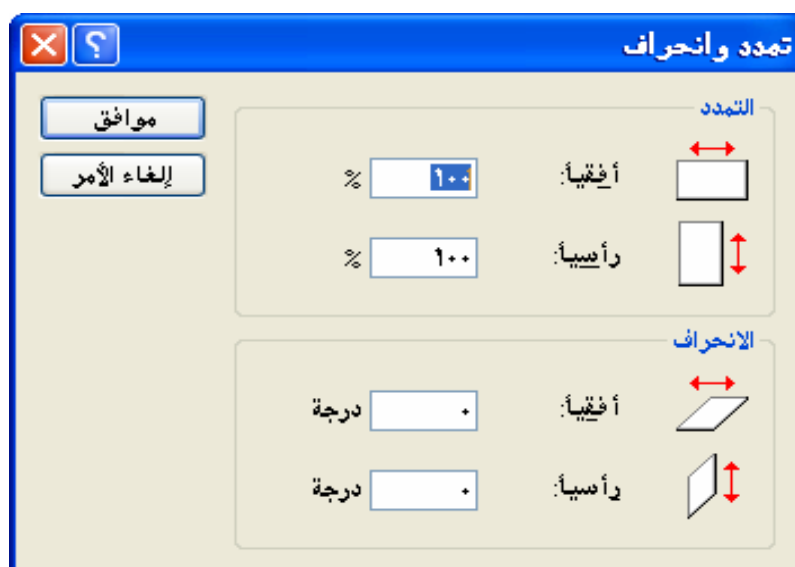 تمدد وانحراف
التمدد
أفقياً: ١٠٠ %
رأسياً: ١٠٠ %
الانحراف
أفقياً: ٠ درجة
رأسياً: ٠ درجة
موافق
إلغاء الأمر